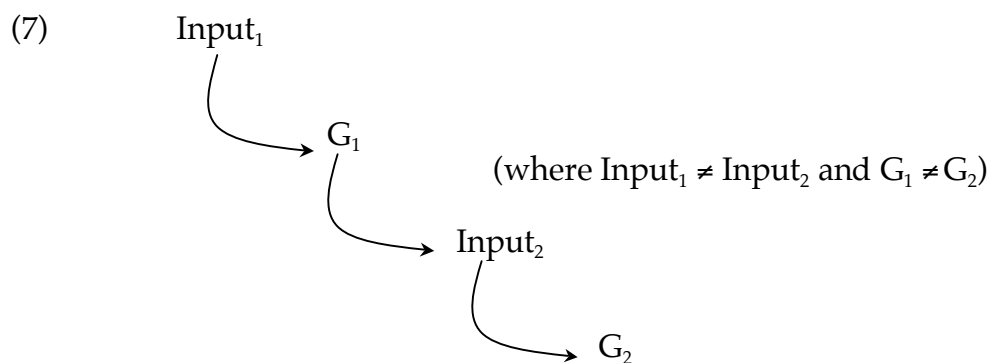 (7) Input₁
G₁
(where Input₁ ≠ Input₂ and G₁ ≠G₂)
Input₂
G₂